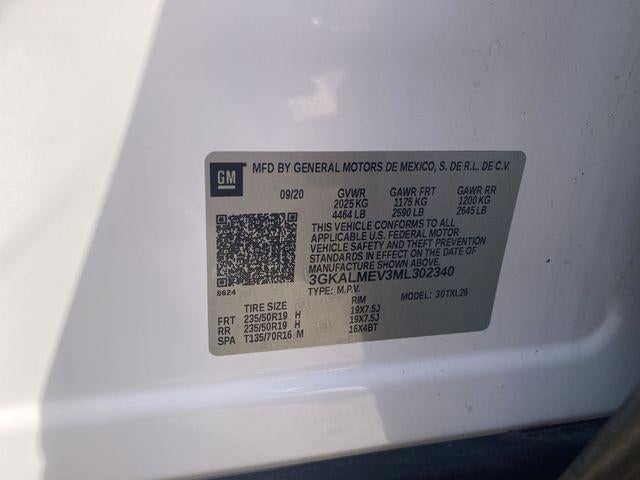 GM MFD BY GENERAL MOTORS DE MEXICO, S. DE R.L. DE C.V.
09/20 GVWR GAWR FRT GAWR RR
2025 KG 1175 KG 1200 KG
4464 LB 2590 LB 2645 LB
THIS VEHICLE CONFORMS TO ALL
APPLICABLE U.S. FEDERAL MOTOR
VEHICLE SAFETY AND THEFT PREVENTION
STANDARDS IN EFFECT ON THE DATE OF
MANUFACTURE SHOWN ABOVE.
3GKALMEV3ML302340
8624 TYPE: M.P.V. MODEL: 30TXL26
TIRE SIZE RIM
FRT 235/50R19 H 19X7.5J
RR 235/50R19 H 19X7.5J
SPA T135/70R16 M 16X4BT